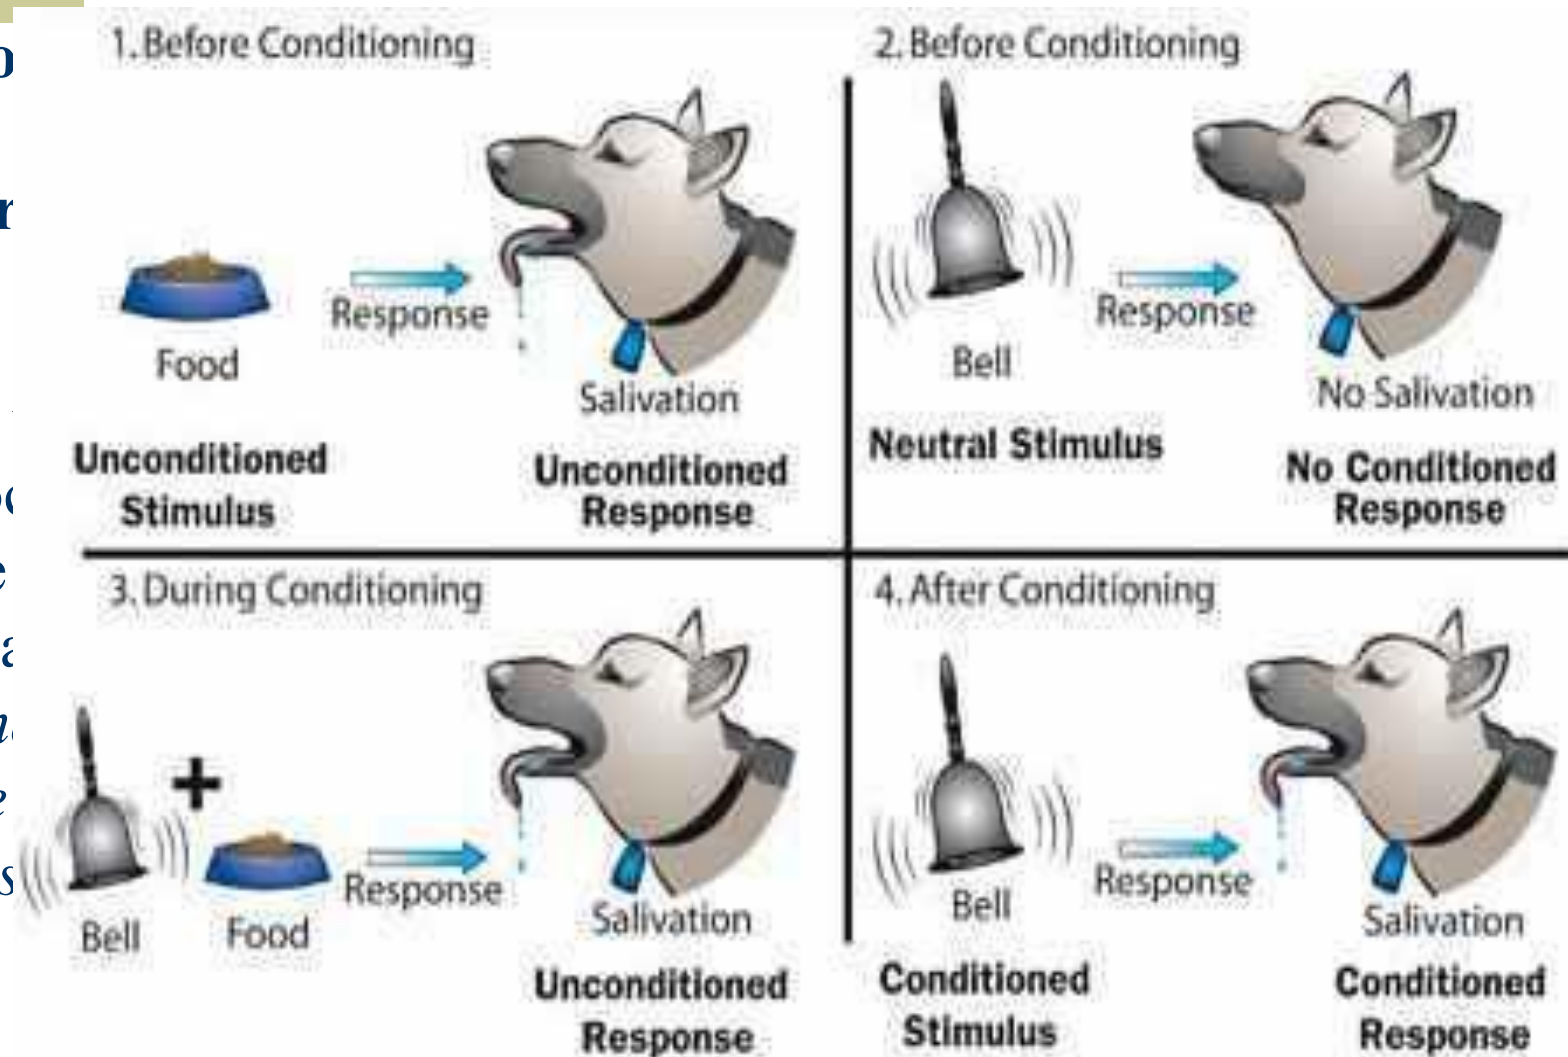 1. Before Conditioning
Food
Response
Salivation
Unconditioned
Stimulus
Unconditioned
Response
2. Before Conditioning
Bell
Response
No Salivation
Neutral Stimulus
No Conditioned
Response
3. During Conditioning
Bell
+
Food
Response
Salivation
Unconditioned
Response
4. After Conditioning
Bell
Response
Salivation
Conditioned
Stimulus
Conditioned
Response